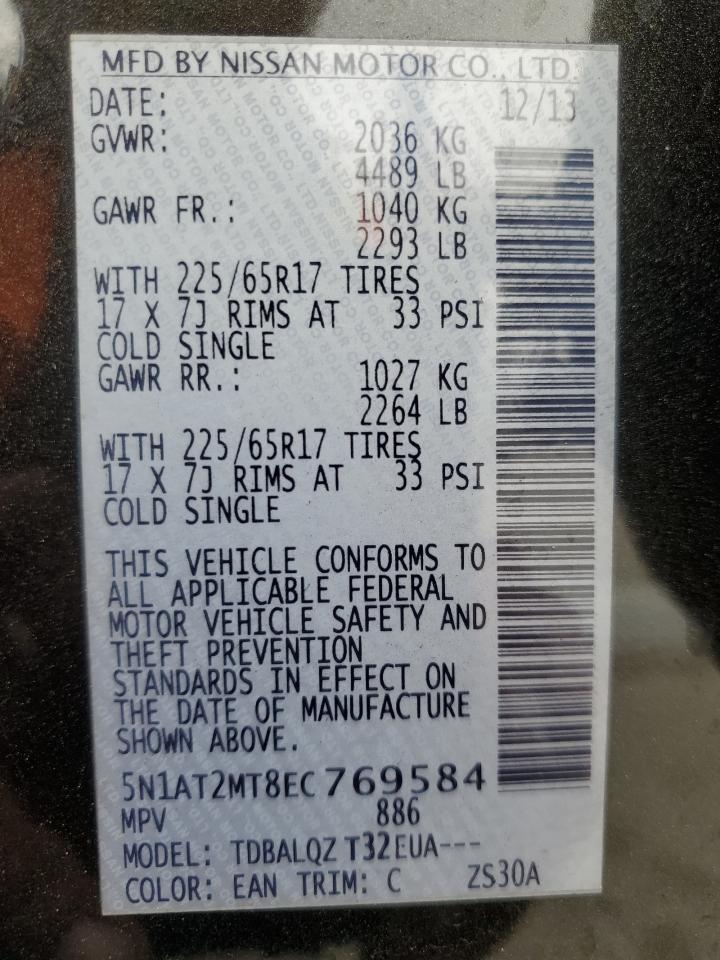 MFD BY NISSAN MOTOR CO., LTD.
DATE: 12/13
GVWR: 2036 KG
4489 LB
GAWR FR.: 1040 KG
2293 LB
WITH 225/65R17 TIRES
17 X 7J RIMS AT 33 PSI
COLD SINGLE
GAWR RR.: 1027 KG
2264 LB
WITH 225/65R17 TIRES
17 X 7J RIMS AT 33 PSI
COLD SINGLE
THIS VEHICLE CONFORMS TO
ALL APPLICABLE FEDERAL
MOTOR VEHICLE SAFETY AND
THEFT PREVENTION
STANDARDS IN EFFECT ON
THE DATE OF MANUFACTURE
SHOWN ABOVE.
5N1AT2MT8EC769584
MPV 886
MODEL: TDBALQZ T32EUA---
COLOR: EAN TRIM: C ZS30A